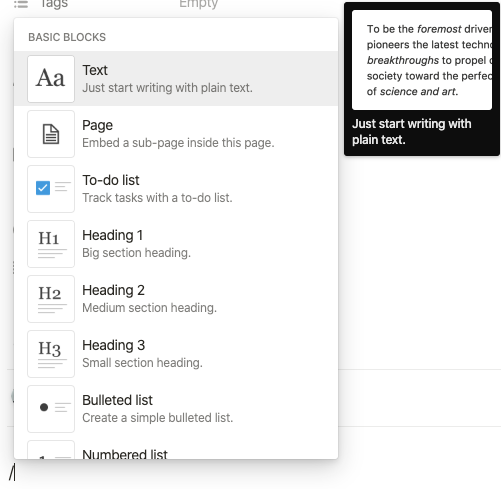 Tags Empty
BASIC BLOCKS
Aa
Text
Just start writing with plain text.
Page
Embed a sub-page inside this page.
To-do list
Track tasks with a to-do list.
H1
Heading 1
Big section heading.
H2
Heading 2
Medium section heading.
H3
Heading 3
Small section heading.
Bulleted list
Create a simple bulleted list.
1
Numbered list
/
To be the foremost driver
pioneers the latest techno
breakthroughs to propel o
society toward the perfec
of science and art.
Just start writing with
plain text.